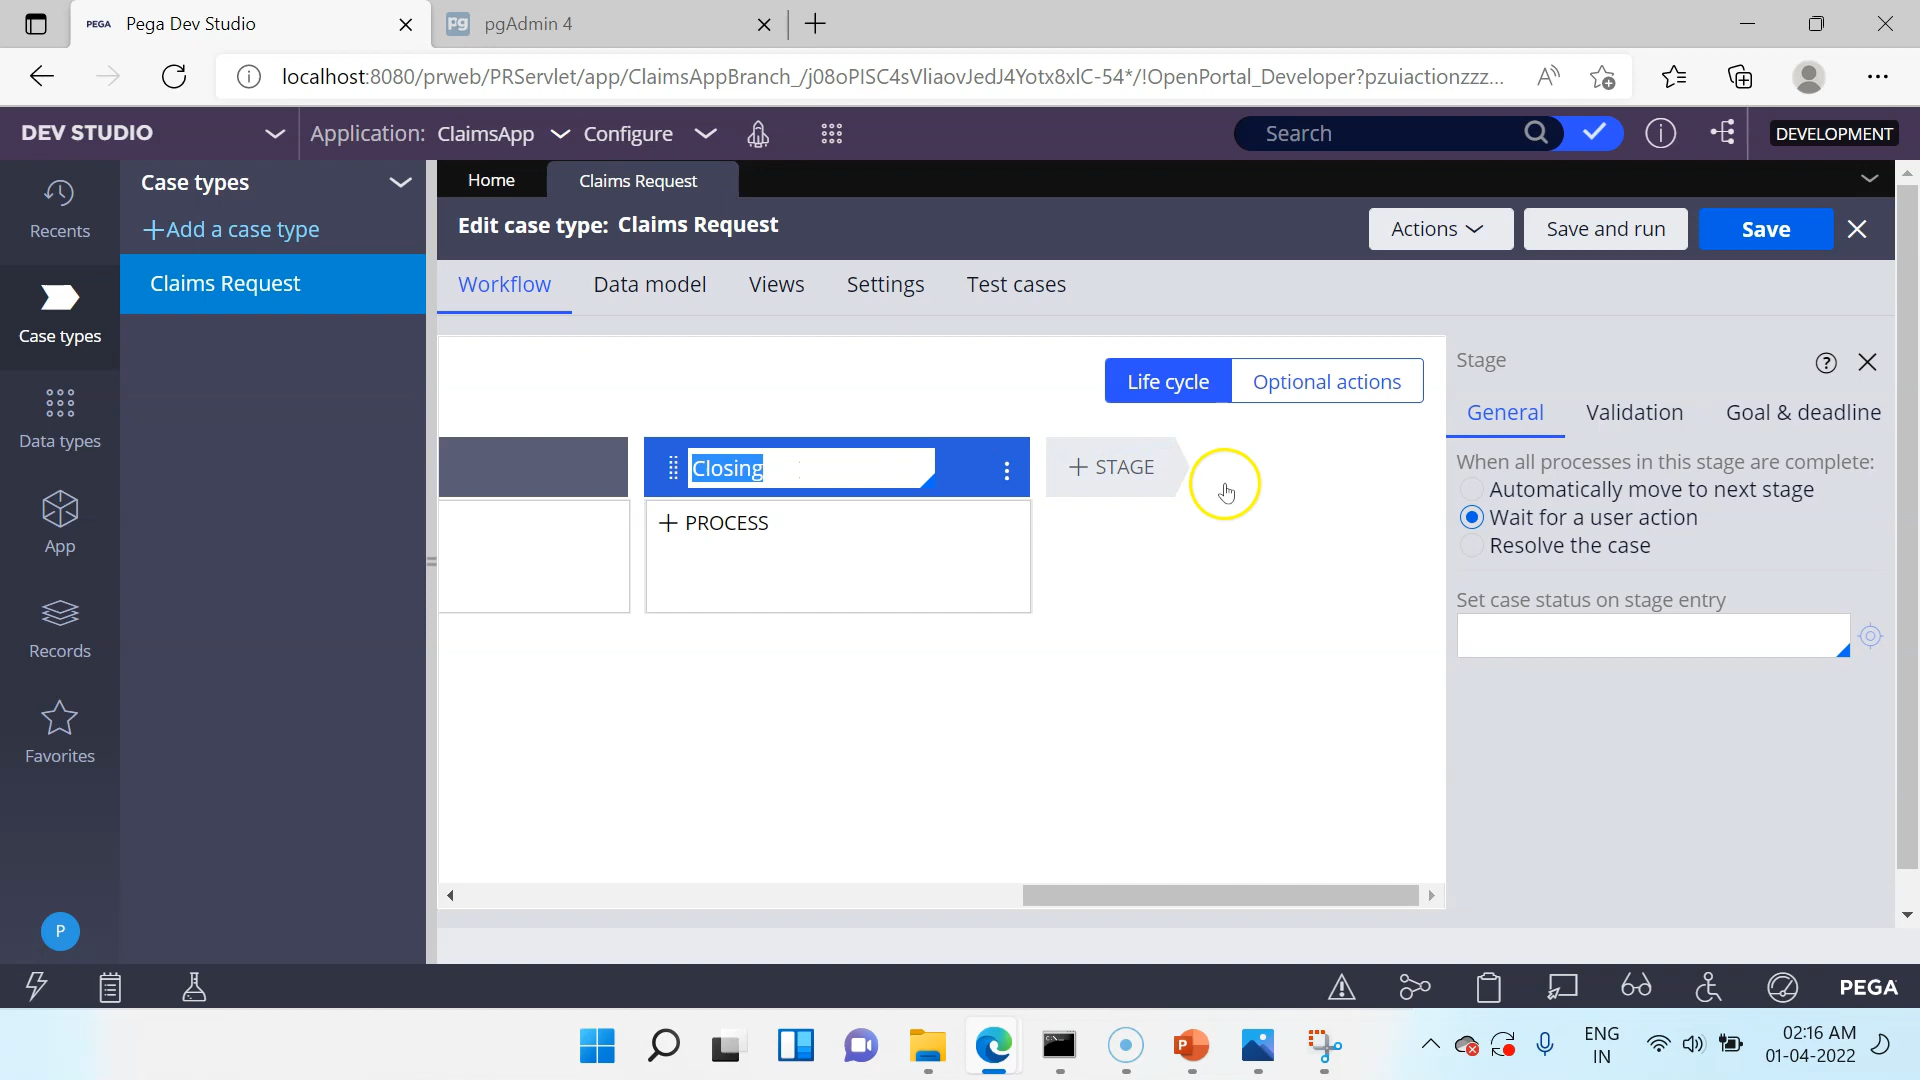 PEGA Pega Dev Studio
pg pgAdmin 4
localhost:8080/prweb/PRServlet/app/ClaimsAppBranch_/j08oPISC4sVliaovJedJ4Yotx8xlC-54*/!OpenPortal_Developer?pzuiactionzzz...
DEV STUDIO
Application: ClaimsApp
Configure
Search
DEVELOPMENT
Recents
Case types
Data types
App
Records
Favorites
P
Case types
+Add a case type
Claims Request
Home
Claims Request
Edit case type: Claims Request
Actions
Save and run
Save
Workflow
Data model
Views
Settings
Test cases
Life cycle
Optional actions
Closing
+ STAGE
+ PROCESS
Stage
General
Validation
Goal & deadline
When all processes in this stage are complete:
Automatically move to next stage
Wait for a user action
Resolve the case
Set case status on stage entry
PEGA
ENG
IN
02:16 AM
01-04-2022